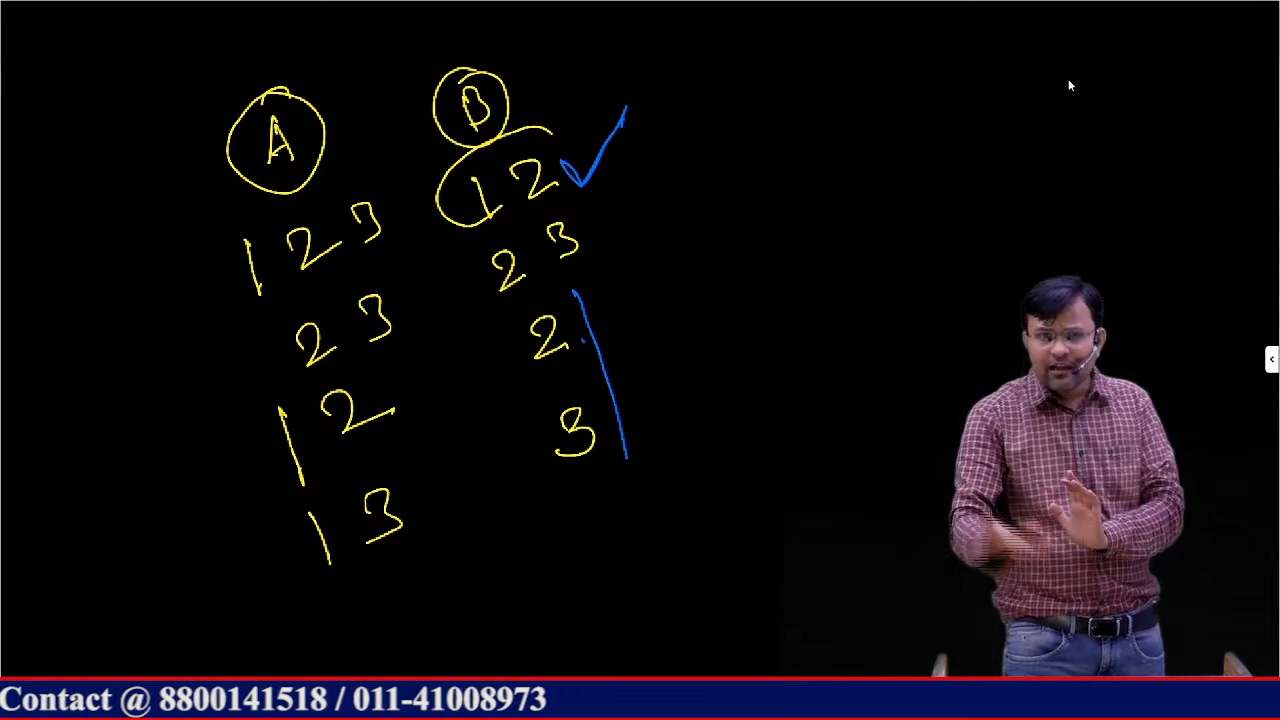 A
1 2 3
2 3
1 2
1 3
B
1 2
2 3
2
3
Contact @ 8800141518 / 011-41008973